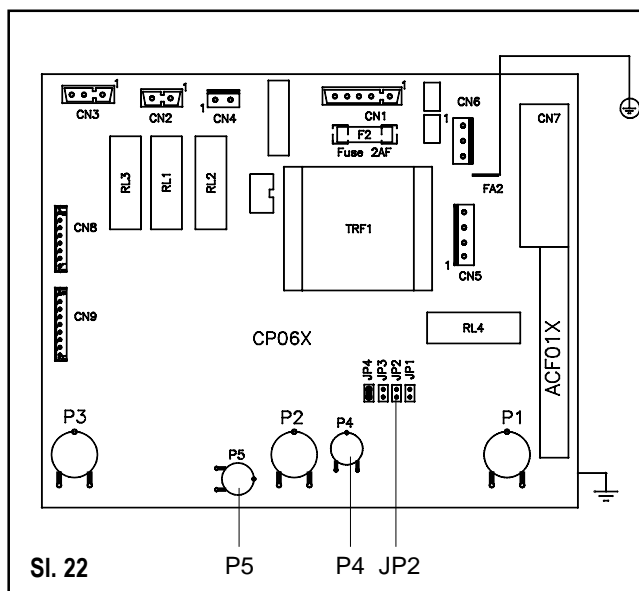 CN3
1
CN2
1
CN4
1
CN1
1
F2
Fuse 2AF
1
CN6
CN7
FA2
RL3
RL1
RL2
TRF1
CN8
CN5
1
CN9
RL4
CP06X
ACF01X
JP4
JP3
JP2
JP1
P3
P5
P2
P4
P1
Sl. 22
P5
P4
JP2